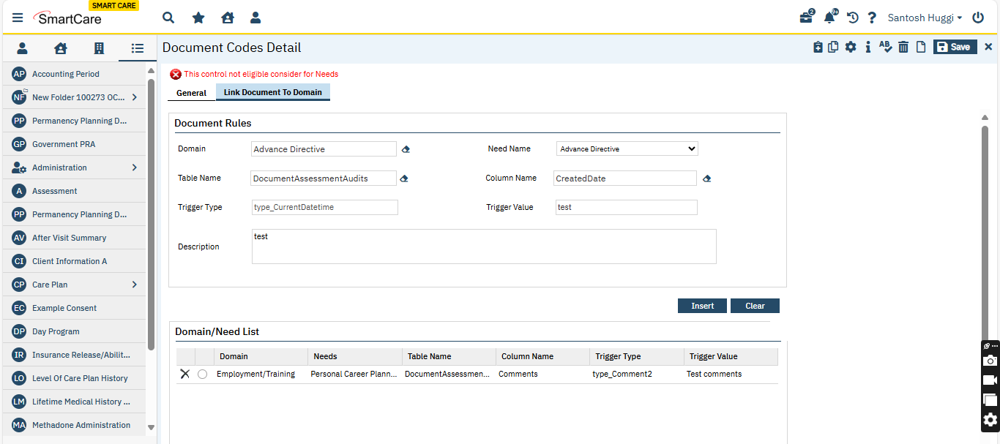 SMART CARE
SmartCare
2
9+
?
Santosh Huggi
Document Codes Detail
AB
Save
AP Accounting Period
NF New Folder 100273 OC...
PP Permanency Planning D...
GP Government PRA
Administration
A Assessment
PP Permanency Planning D...
AV After Visit Summary
CI Client Information A
CP Care Plan
EC Example Consent
DP Day Program
IR Insurance Release/Abilit...
LO Level Of Care Plan History
LM Lifetime Medical History ...
MA Methadone Administration
This control not eligible consider for Needs
General Link Document To Domain
Document Rules
Domain Advance Directive Need Name Advance Directive
Table Name DocumentAssessmentAudits Column Name CreatedDate
Trigger Type type_CurrentDatetime Trigger Value test
Description test
Insert Clear
Domain/Need List
Domain Needs Table Name Column Name Trigger Type Trigger Value
Employment/Training Personal Career Plann... DocumentAssessmen... Comments type_Comment2 Test comments